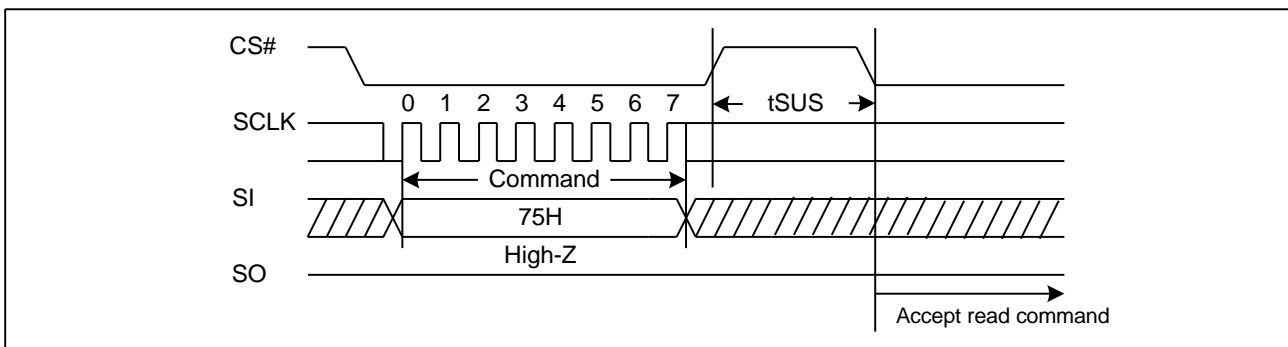 CS#
0 1 2 3 4 5 6 7
tSUS
SCLK
Command
SI
75H
High-Z
SO
Accept read command